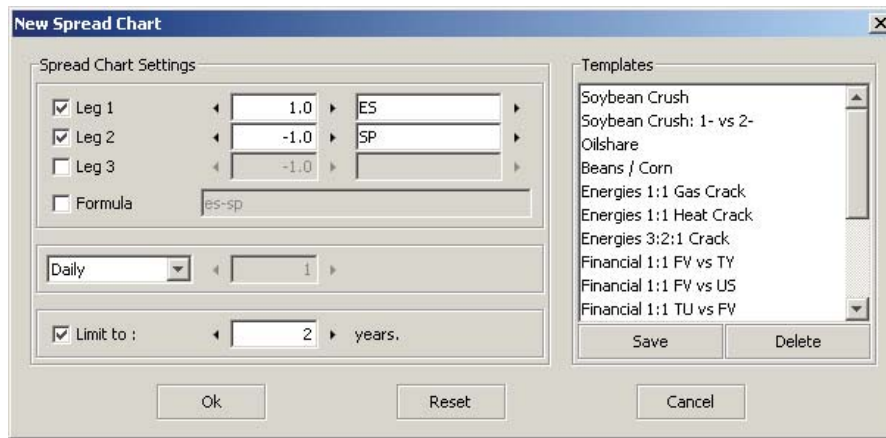 New Spread Chart
Spread Chart Settings
Leg 1 1.0 ES
Leg 2 -1.0 SP
Leg 3 -1.0
Formula es-sp
Daily 1
Limit to : 2 years.
Templates
Soybean Crush
Soybean Crush: 1- vs 2-
Oilshare
Beans / Corn
Energies 1:1 Gas Crack
Energies 1:1 Heat Crack
Energies 3:2:1 Crack
Financial 1:1 FV vs TY
Financial 1:1 FV vs US
Financial 1:1 TU vs FV
Save Delete
Ok Reset Cancel